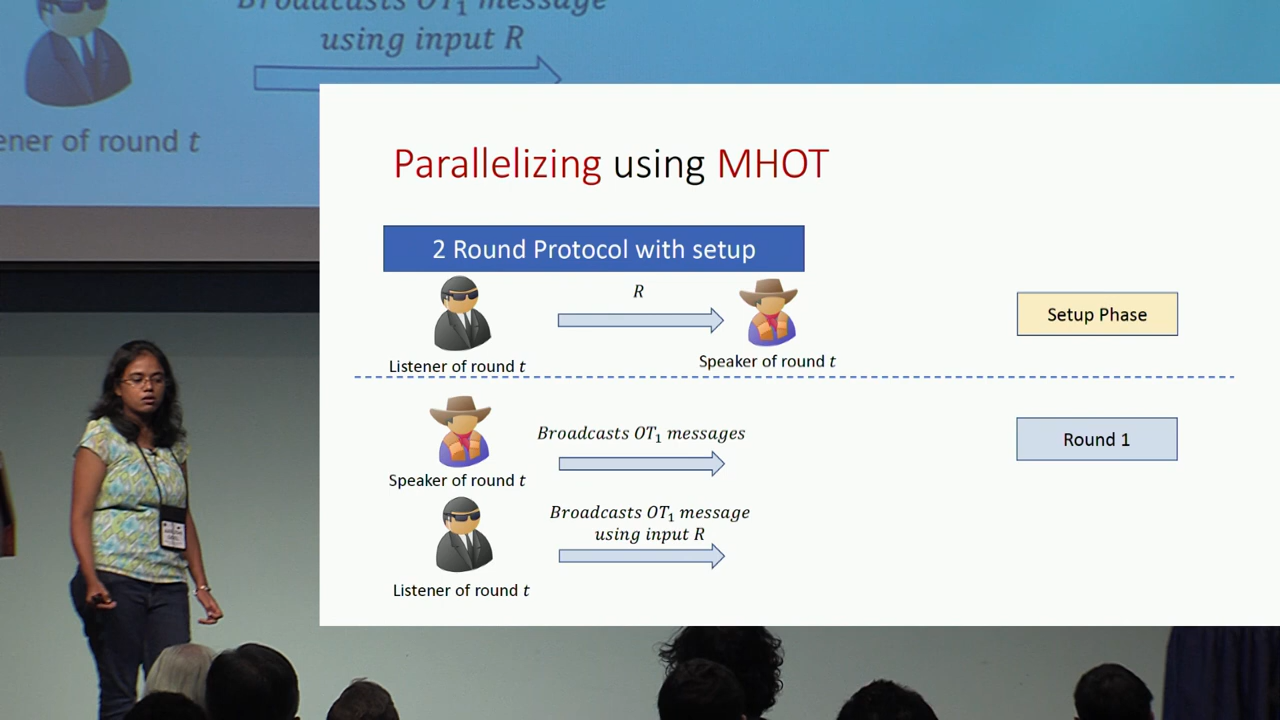 Broadcasts OT₁ message
using input R
ener of round t
Parallelizing using MHOT
2 Round Protocol with setup
R
Setup Phase
Listener of round t
Speaker of round t
Broadcasts OT₁ messages
Round 1
Speaker of round t
Broadcasts OT₁ message
using input R
Listener of round t